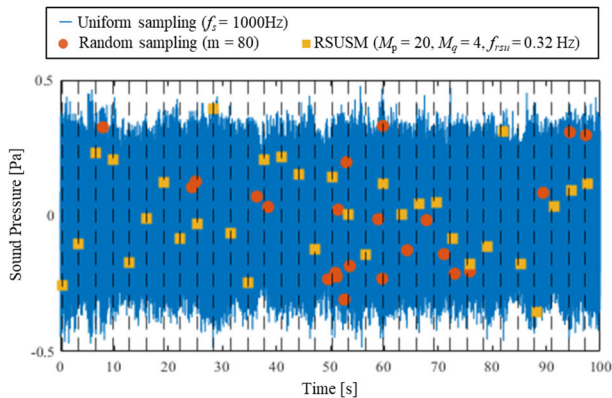 Uniform sampling (fs = 1000Hz)
Random sampling (m = 80) RSUSM (Mp = 20, Mq = 4, frsu = 0.32 Hz)
0.5
0
-0.5
Sound Pressure [Pa]
0 10 20 30 40 50 60 70 80 90 100
Time [s]